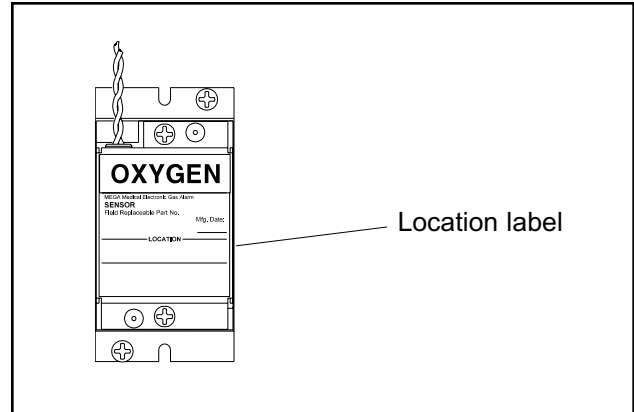 OXYGEN
MEGA Medical Electronic Gas Alarm
SENSOR
Field Replaceable Part No.
Mfg. Date:
LOCATION
Location label